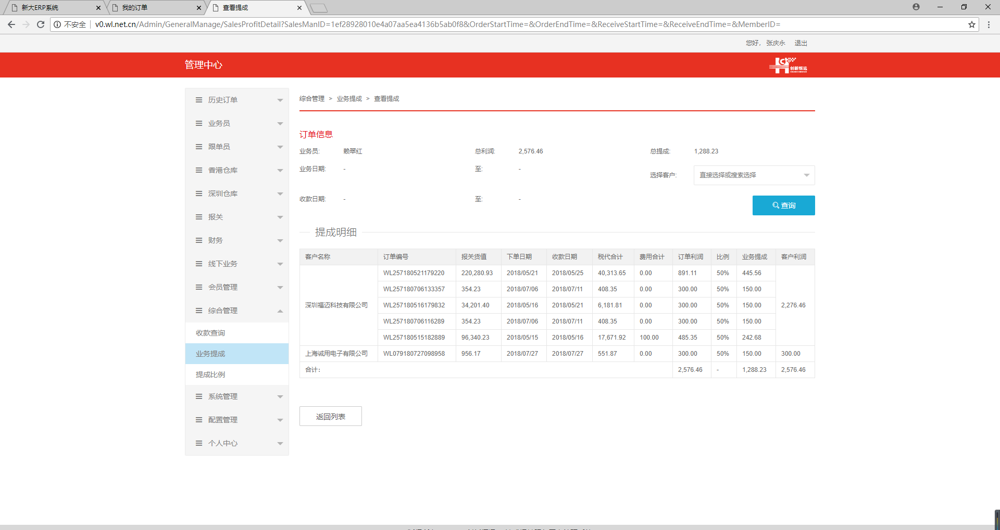 新大ERP系统
我的订单
查看提成
不安全
v0.wl.net.cn/Admin/GeneralManage/SalesProfitDetail?SalesManID=1ef28928010e4a07aa5ea4136b5ab0f8&OrderStartTime=&OrderEndTime=&ReceiveStartTime=&ReceiveEndTime=&MemberID=
您好， 张庆永 退出
管理中心
创新恒远
历史订单
业务员
跟单员
香港仓库
深圳仓库
报关
财务
线下业务
会员管理
综合管理
收款查询
业务提成
提成比例
系统管理
配置管理
个人中心
综合管理 > 业务提成 > 查看提成
订单信息
业务员: 赖翠红 总利润: 2,576.46 总提成: 1,288.23
业务日期: - 至: - 选择客户: 直接选择或搜索选择
收款日期: - 至: -
查询
提成明细
客户名称 订单编号 报关货值 下单日期 收款日期 税代合计 费用合计 订单利润 比例 业务提成 客户利润
WL257180521179220 220,280.93 2018/05/21 2018/05/25 40,313.65 0.00 891.11 50% 445.56
WL257180706133357 354.23 2018/07/06 2018/07/11 408.35 0.00 300.00 50% 150.00
深圳福迈科技有限公司 WL257180516179832 34,201.40 2018/05/16 2018/05/21 6,181.81 0.00 300.00 50% 150.00 2,276.46
WL257180706116289 354.23 2018/07/06 2018/07/11 408.35 0.00 300.00 50% 150.00
WL257180515182889 96,340.23 2018/05/15 2018/05/16 17,671.92 100.00 485.35 50% 242.68
上海诚用电子有限公司 WL079180727098958 956.17 2018/07/27 2018/07/27 551.87 0.00 300.00 50% 150.00 300.00
合计： 2,576.46 - 1,288.23 2,576.46
返回列表